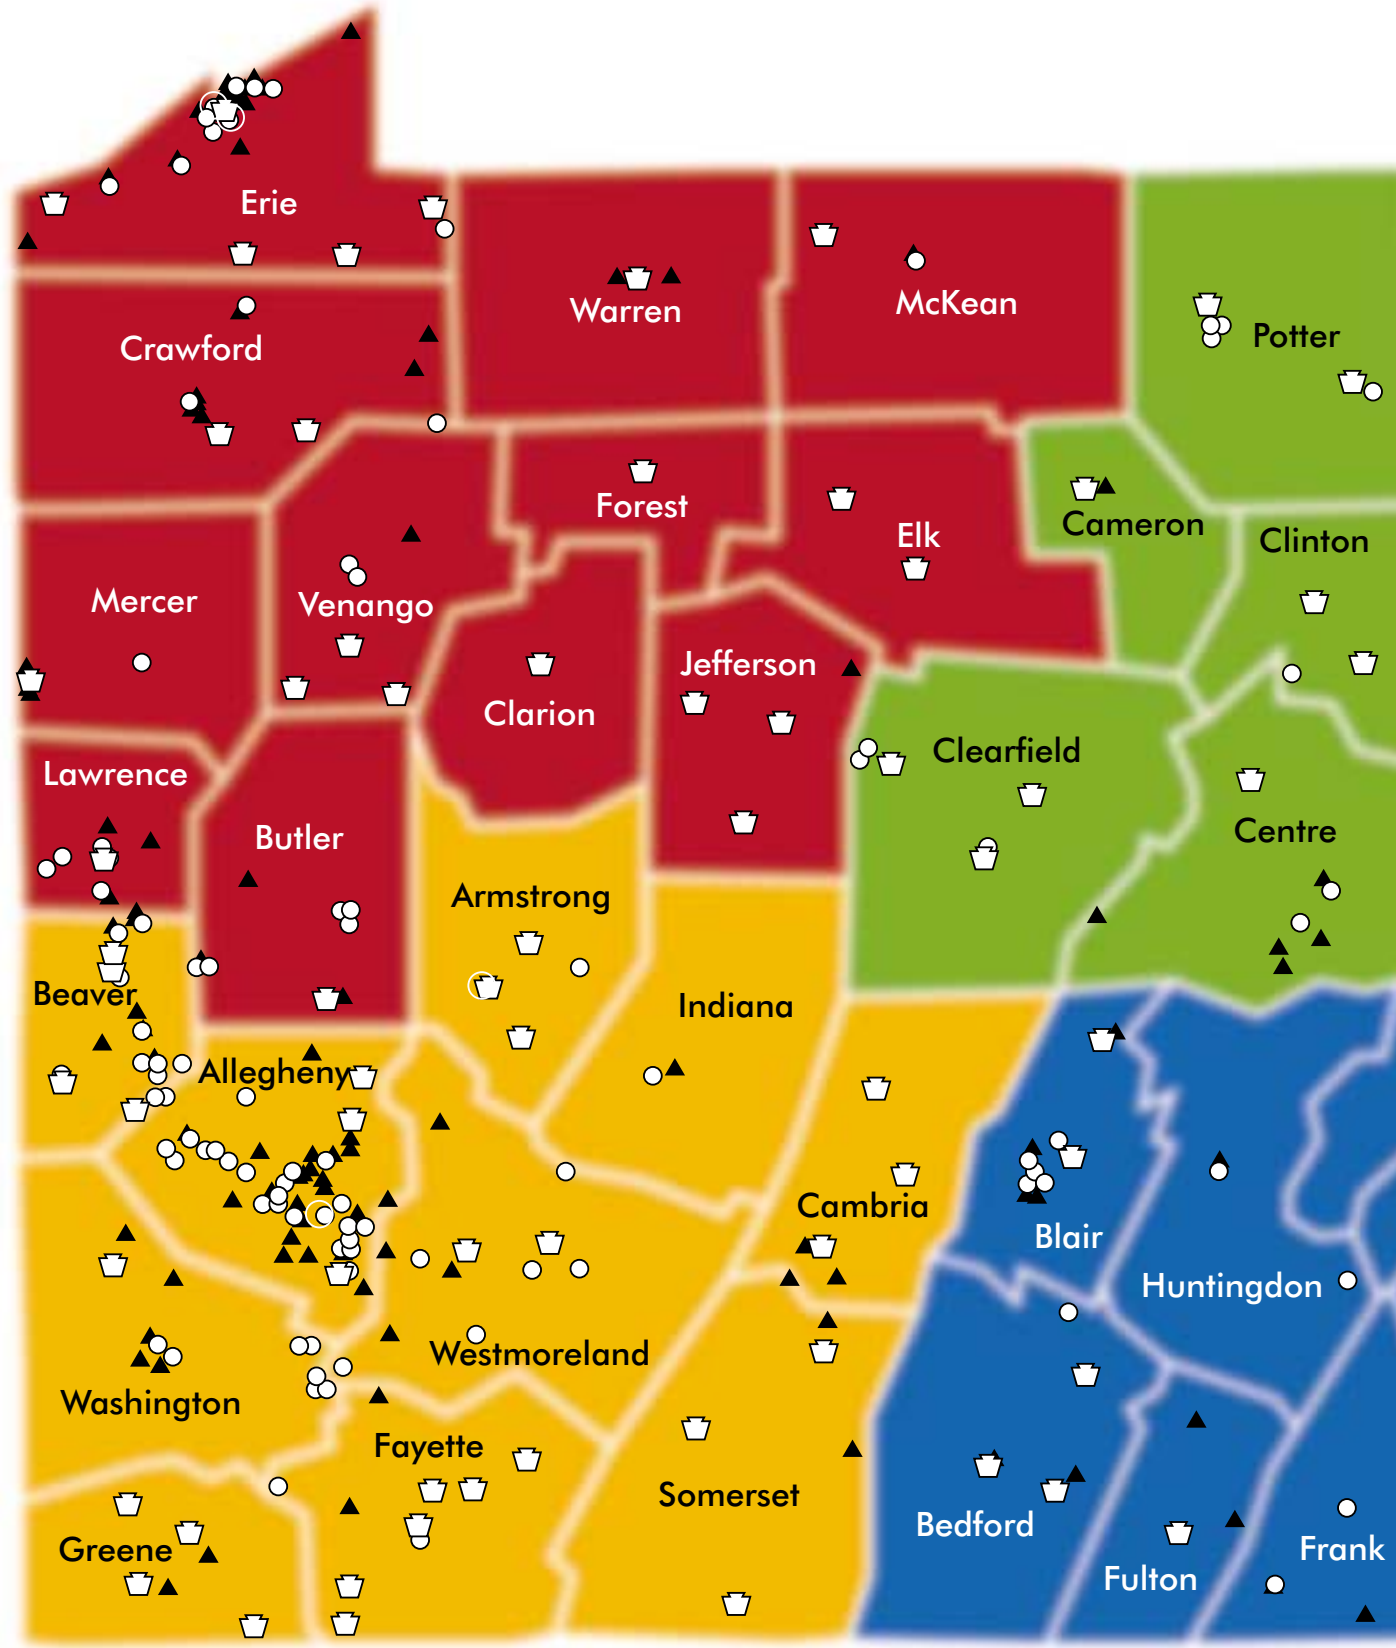 Erie
Warren
McKean
Potter
Crawford
Forest
Cameron
Elk
Clinton
Mercer
Venango
Jefferson
Clarion
Clearfield
Lawrence
Butler
Centre
Armstrong
Beaver
Indiana
Allegheny
Cambria
Blair
Huntingdon
Westmoreland
Washington
Fayette
Somerset
Bedford
Greene
Frank
Fulton